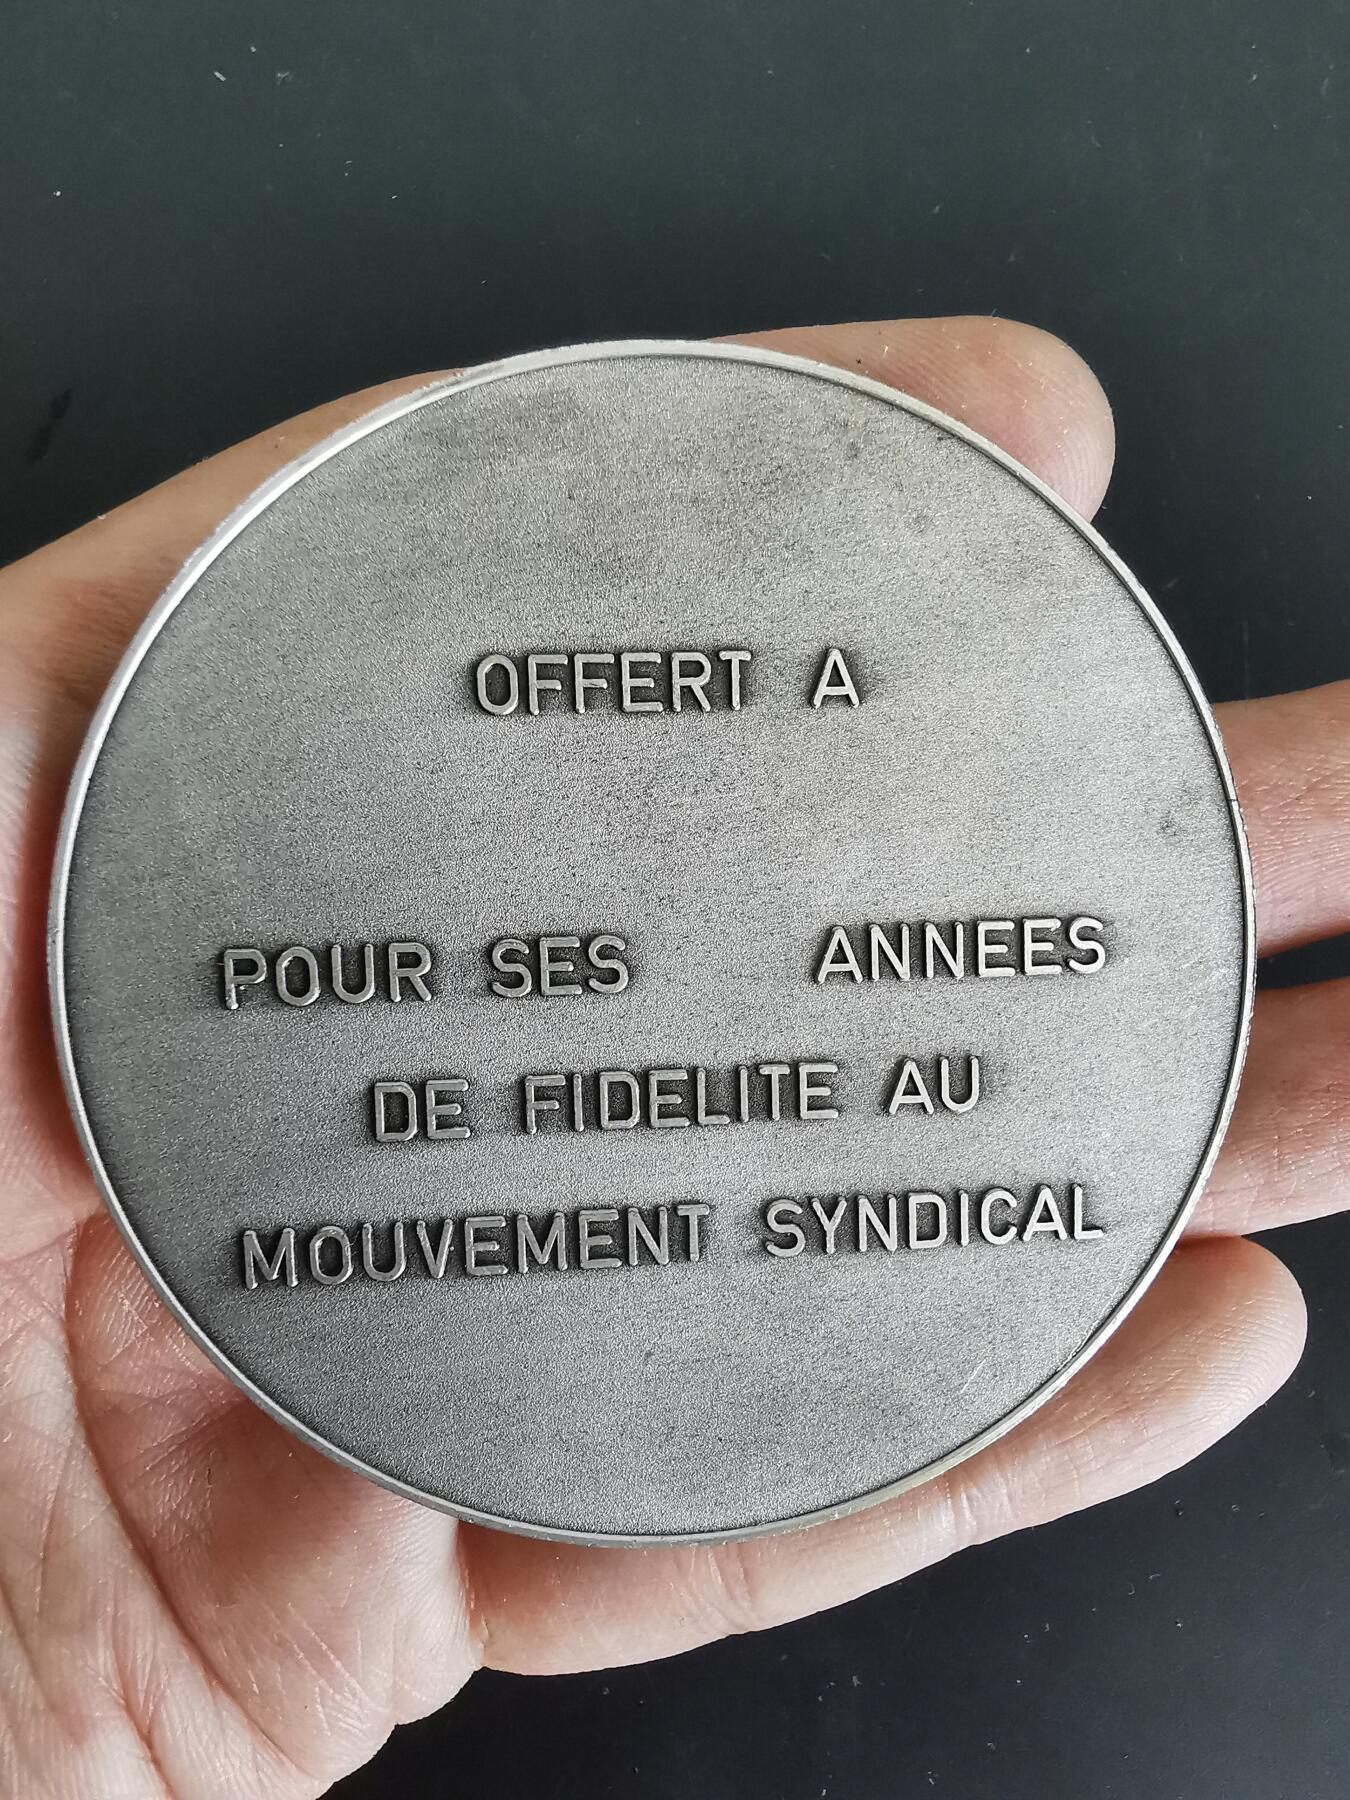 OFFERT A
POUR SES ANNEES
DE FIDELITE AU
MOUVEMENT SYNDICAL